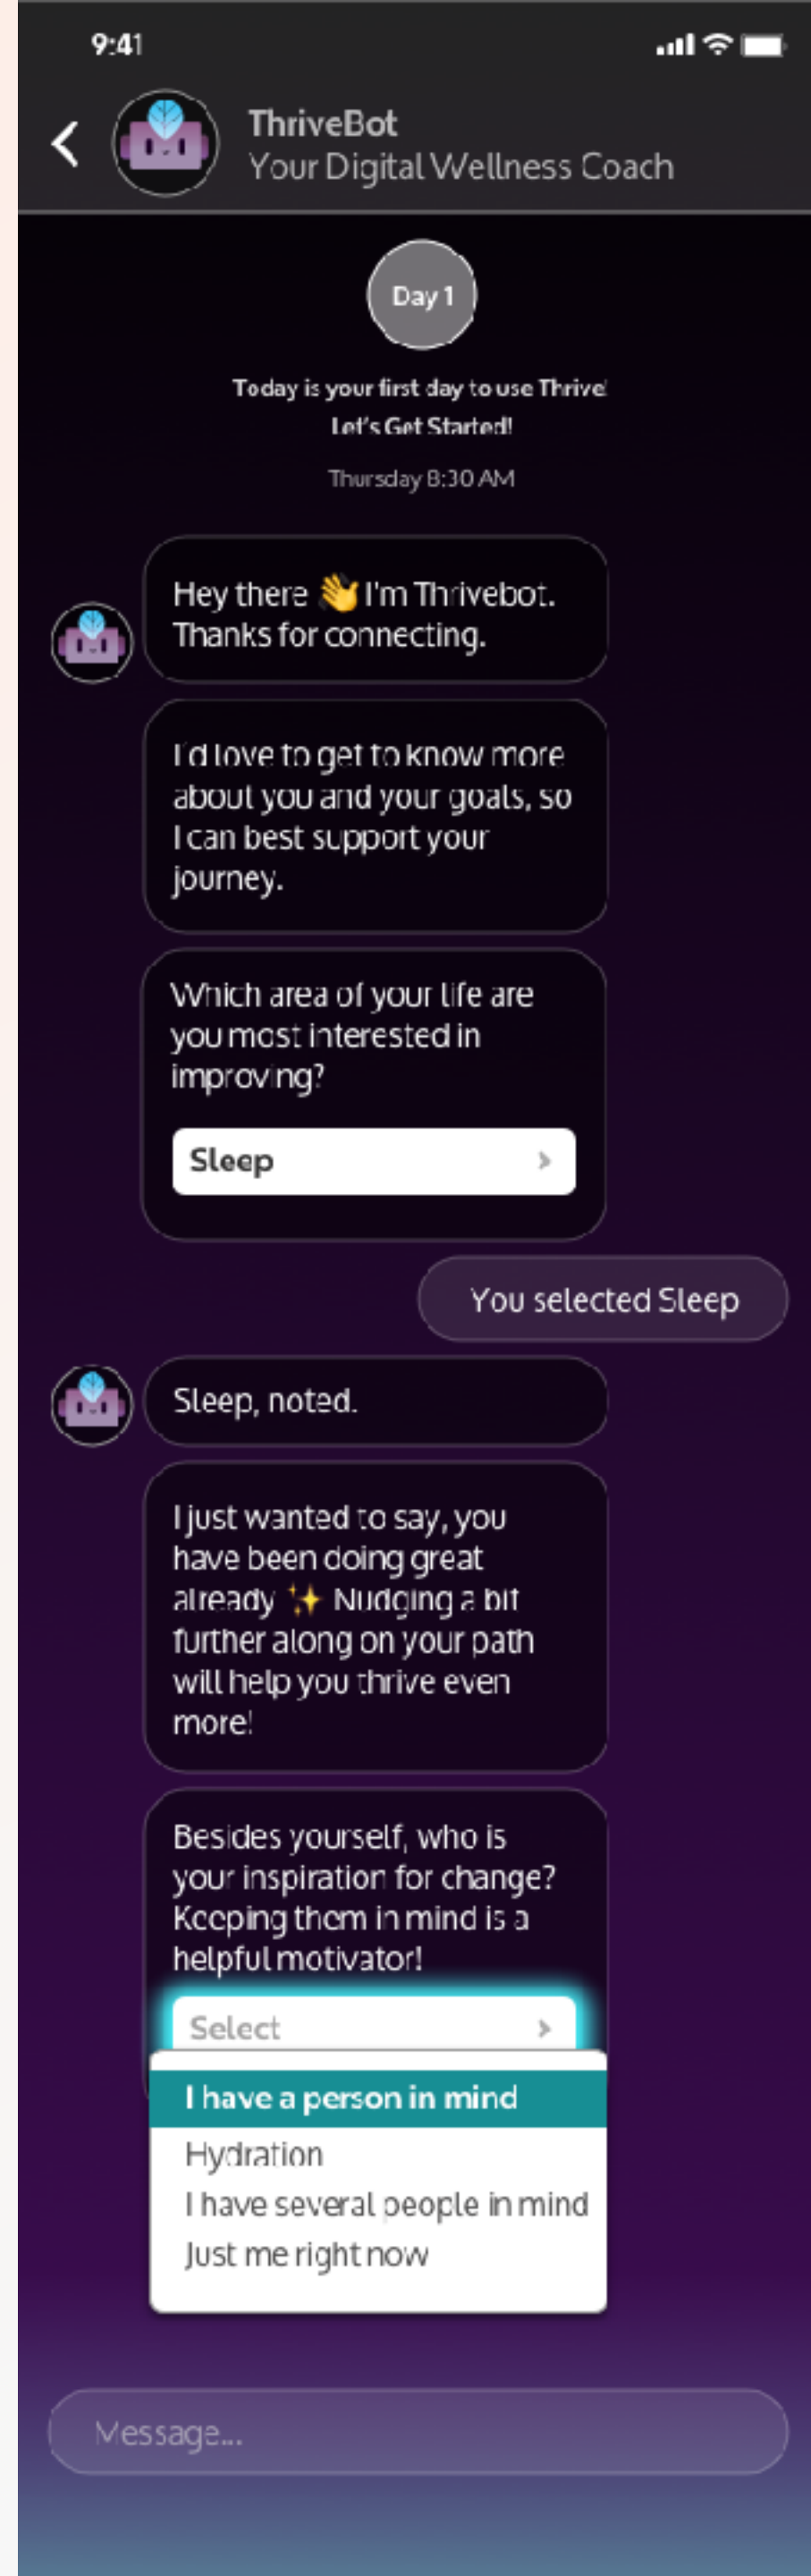 9:41
ThriveBot
Your Digital Wellness Coach
Day 1
Today is your first day to use Thrive!
Let's Get Started!
Thursday 8:30 AM
Hey there 👋 I'm Thrivebot.
Thanks for connecting.
I'd love to get to know more
about you and your goals, so
I can best support your
journey.
Which area of your life are
you most interested in
improving?
Sleep
You selected Sleep
Sleep, noted.
I just wanted to say, you
have been doing great
already ✨ Nudging a bit
further along on your path
will help you thrive even
more!
Besides yourself, who is
your inspiration for change?
Keeping them in mind is a
helpful motivator!
Select
I have a person in mind
Hydration
I have several people in mind
Just me right now
Message...